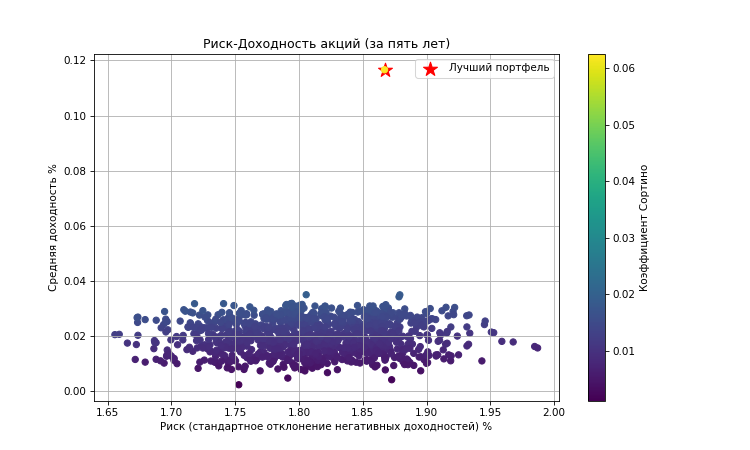 Риск-Доходность акций (за пять лет)
Лучший портфель
0.12
0.10
0.08
0.06
0.04
0.02
0.00
Средняя доходность %
1.65 1.70 1.75 1.80 1.85 1.90 1.95 2.00
Риск (стандартное отклонение негативных доходностей) %
0.06
0.05
0.04
0.03
0.02
0.01
Коэффициент Сортино